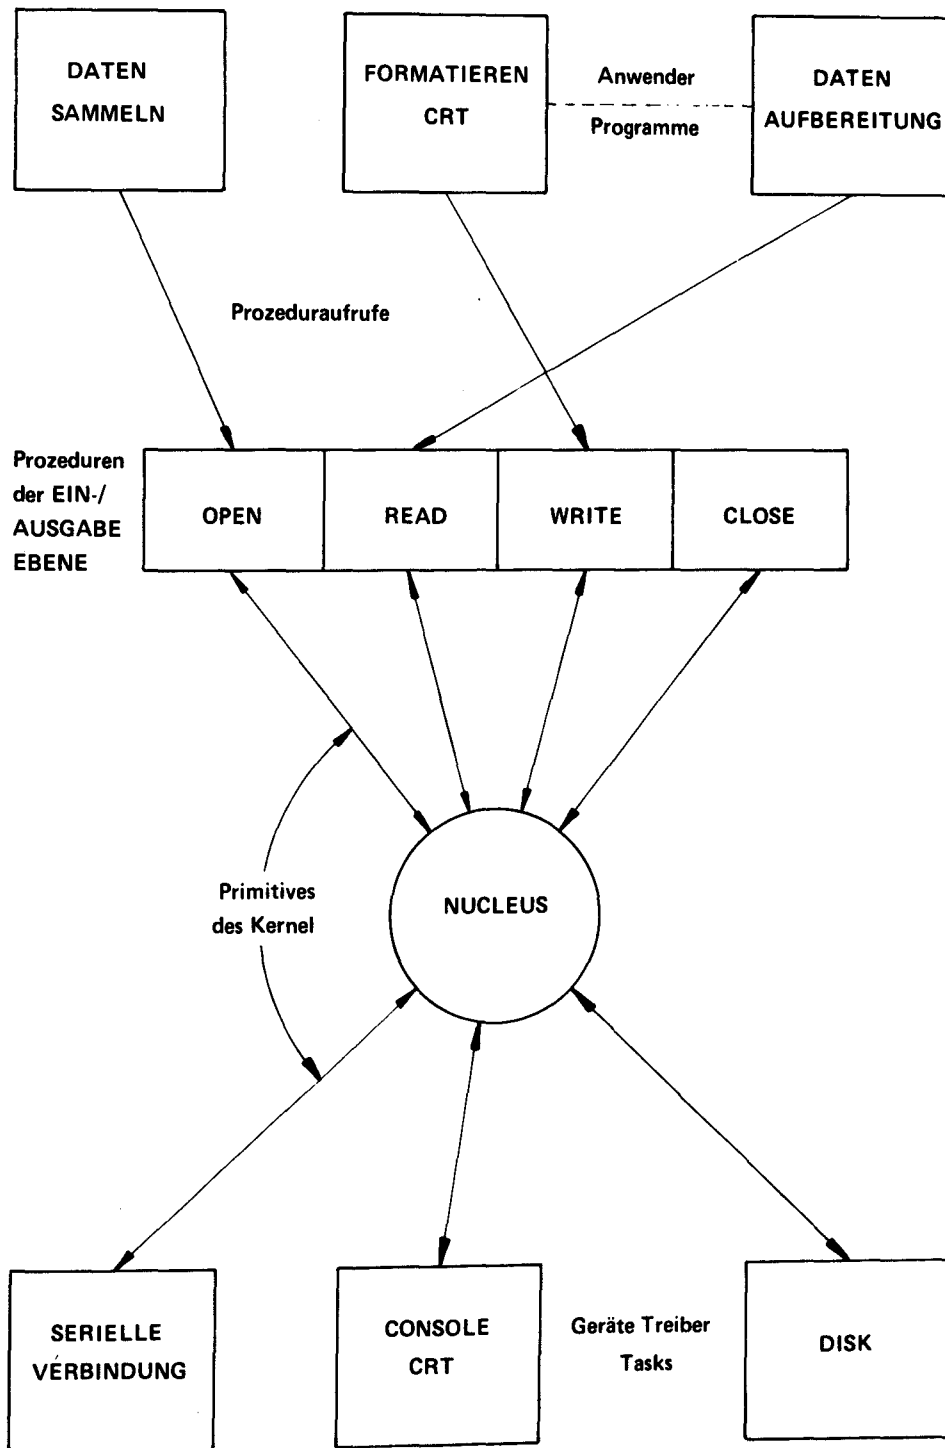 DATEN
SAMMELN
FORMATIEREN
CRT
Anwender
Programme
DATEN
AUFBEREITUNG
Prozeduraufrufe
Prozeduren
der EIN-/
AUSGABE
EBENE
OPEN
READ
WRITE
CLOSE
Primitives
des Kernel
NUCLEUS
SERIELLE
VERBINDUNG
CONSOLE
CRT
Geräte Treiber
Tasks
DISK